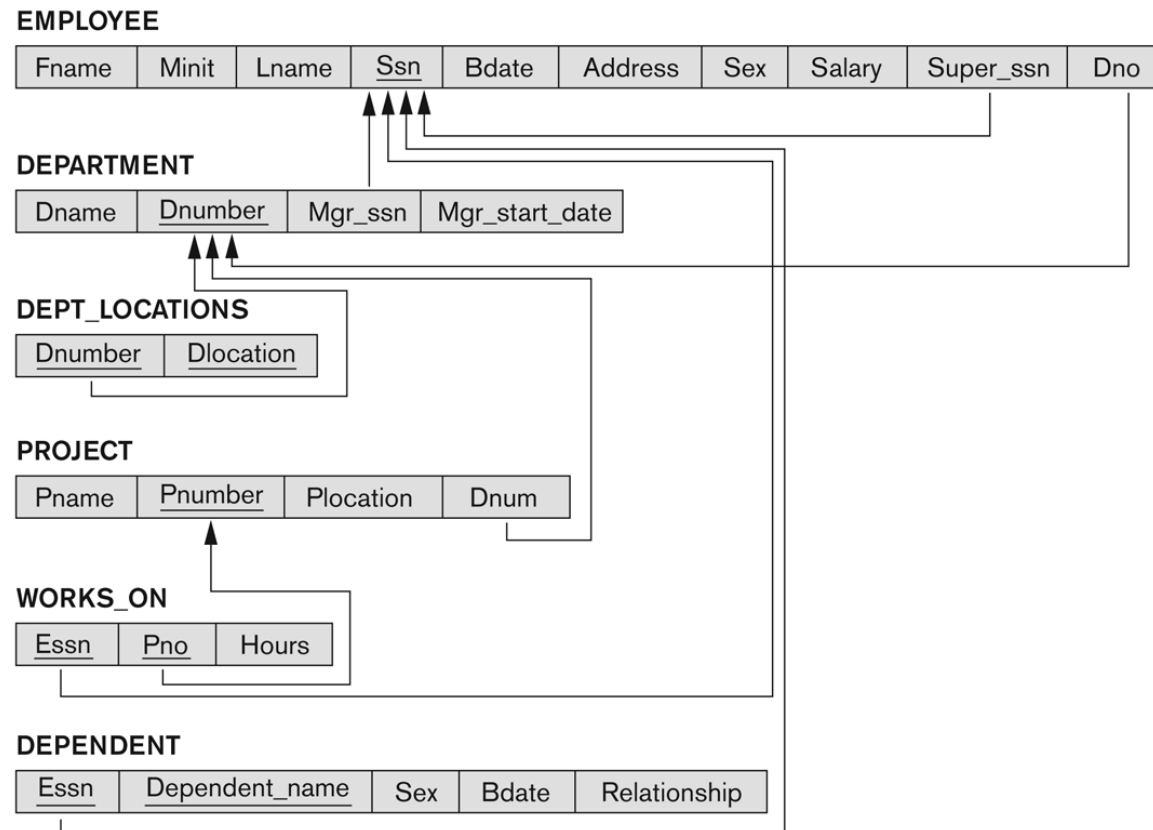 EMPLOYEE
Fname Minit Lname Ssn Bdate Address Sex Salary Super_ssn Dno
DEPARTMENT
Dname Dnumber Mgr_ssn Mgr_start_date
DEPT_LOCATIONS
Dnumber Dlocation
PROJECT
Pname Pnumber Plocation Dnum
WORKS_ON
Essn Pno Hours
DEPENDENT
Essn Dependent_name Sex Bdate Relationship